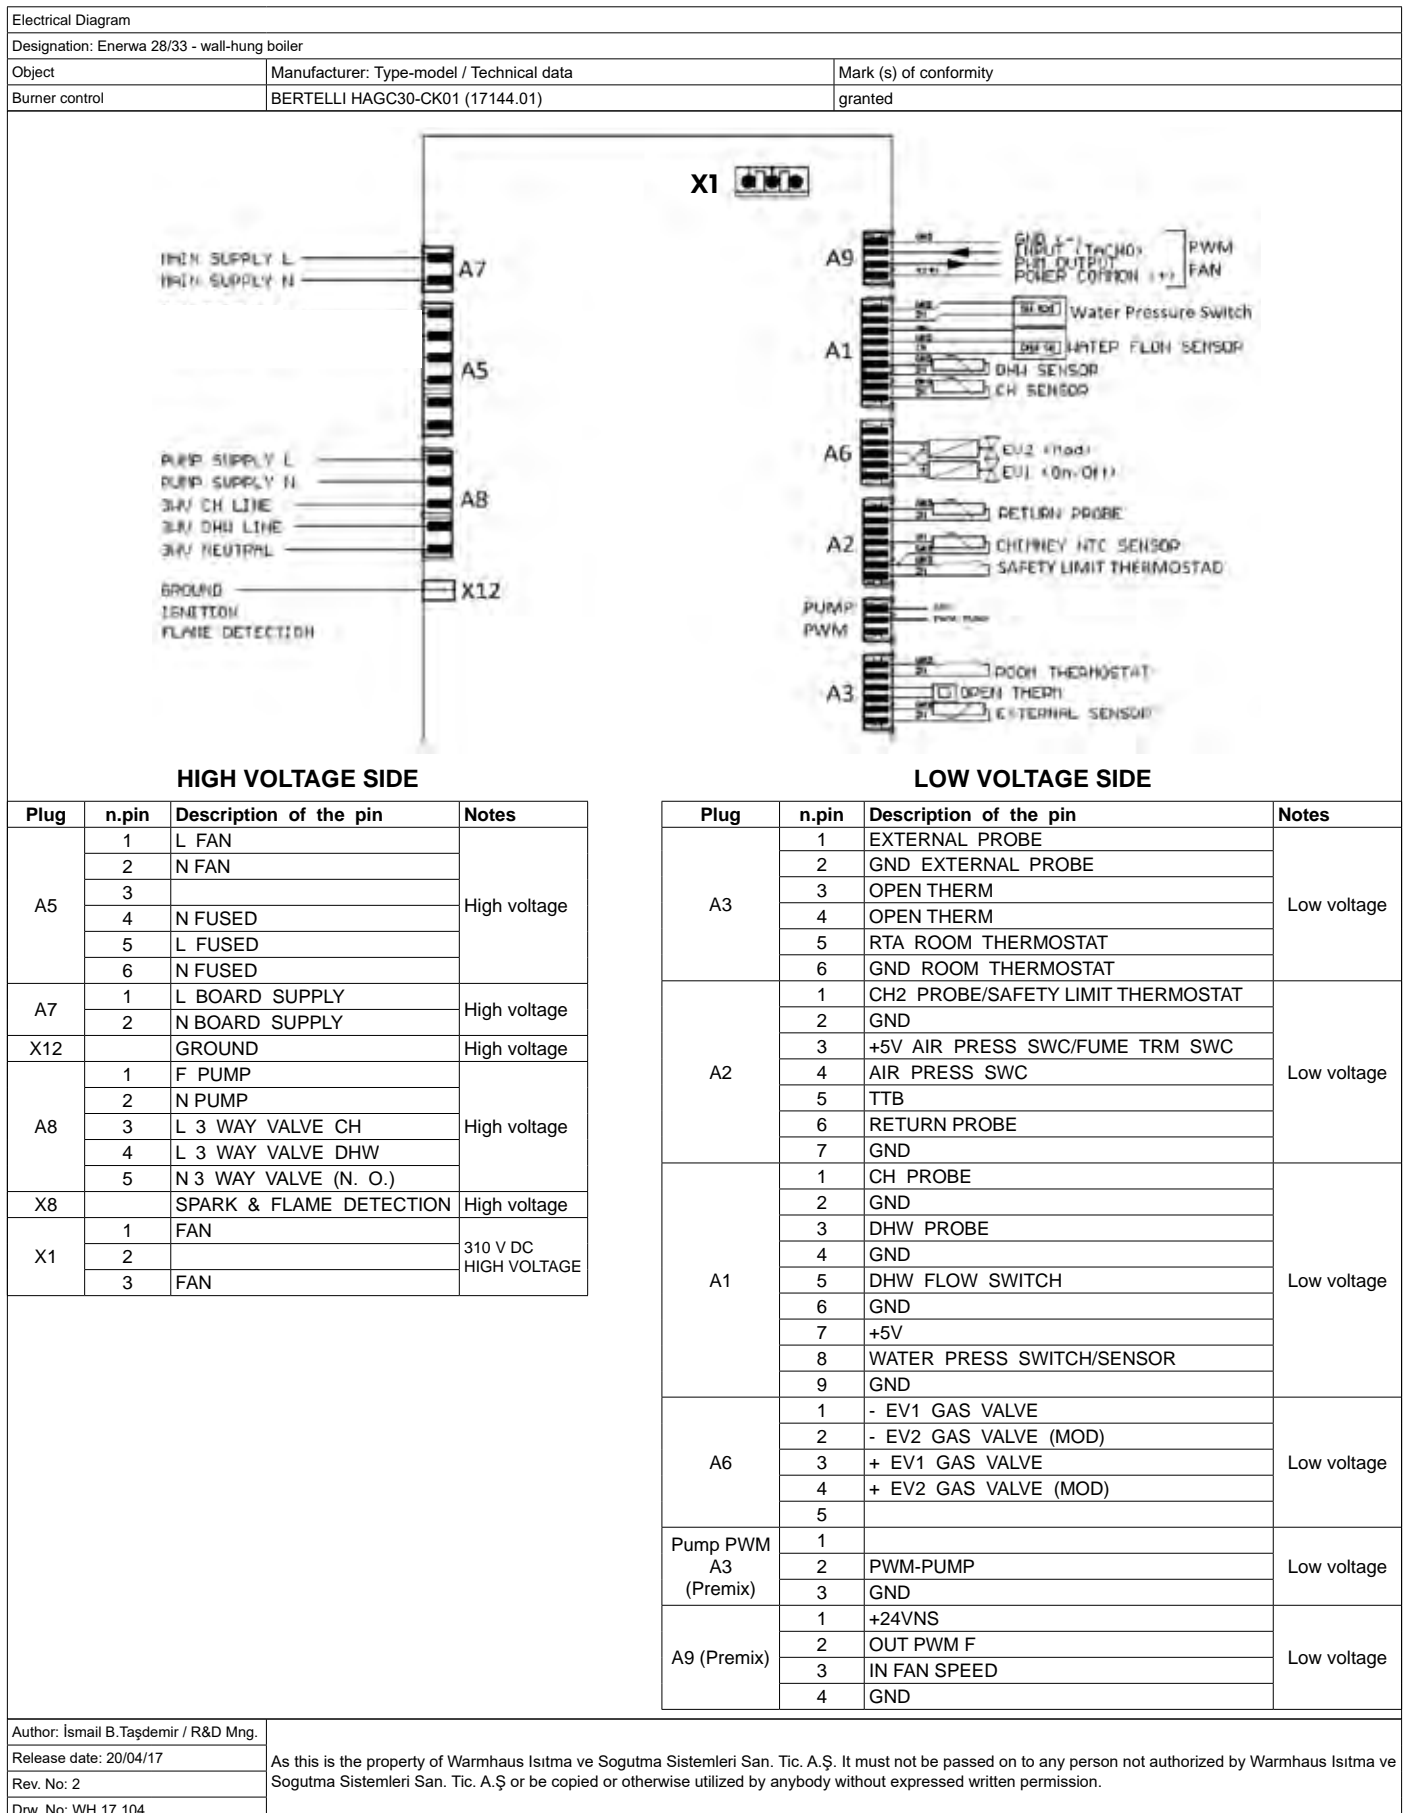 Electrical Diagram
Designation: Enerwa 28/33 - wall-hung boiler
Object Manufacturer: Type-model / Technical data Mark (s) of conformity
Burner control BERTELLI HAGC30-CK01 (17144.01) granted
X1
MAIN SUPPLY L
MAIN SUPPLY N
A7
A5
PUMP SUPPLY L
PUMP SUPPLY N
3WV CH LINE
3WV DHW LINE
3WV NEUTRAL
A8
GROUND
X12
IGNITION
FLAME DETECTION
A9
GND (-)
INPUT (TACHO)
PWM OUTPUT
POWER COMMON (+)
PWM
FAN
A1
Water Pressure Switch
WATER FLOW SENSOR
DHW SENSOR
CH SENSOR
A6
EV2 (Mod)
EV1 (On/Off)
A2
RETURN PROBE
CHIMNEY NTC SENSOR
SAFETY LIMIT THERMOSTAD
PUMP
PWM
A3
ROOM THERMOSTAT
OPEN THERM
EXTERNAL SENSOR
HIGH VOLTAGE SIDE
Plug n.pin Description of the pin Notes
A5 High voltage
1 L FAN
2 N FAN
3
4 N FUSED
5 L FUSED
6 N FUSED
A7 High voltage
1 L BOARD SUPPLY
2 N BOARD SUPPLY
X12 GROUND High voltage
A8 High voltage
1 F PUMP
2 N PUMP
3 L 3 WAY VALVE CH
4 L 3 WAY VALVE DHW
5 N 3 WAY VALVE (N. O.)
X8 SPARK & FLAME DETECTION High voltage
X1
1 FAN
2
3 FAN
310 V DC
HIGH VOLTAGE
LOW VOLTAGE SIDE
Plug n.pin Description of the pin Notes
A3 Low voltage
1 EXTERNAL PROBE
2 GND EXTERNAL PROBE
3 OPEN THERM
4 OPEN THERM
5 RTA ROOM THERMOSTAT
6 GND ROOM THERMOSTAT
A2 Low voltage
1 CH2 PROBE/SAFETY LIMIT THERMOSTAT
2 GND
3 +5V AIR PRESS SWC/FUME TRM SWC
4 AIR PRESS SWC
5 TTB
6 RETURN PROBE
7 GND
A1 Low voltage
1 CH PROBE
2 GND
3 DHW PROBE
4 GND
5 DHW FLOW SWITCH
6 GND
7 +5V
8 WATER PRESS SWITCH/SENSOR
9 GND
A6 Low voltage
1 - EV1 GAS VALVE
2 - EV2 GAS VALVE (MOD)
3 + EV1 GAS VALVE
4 + EV2 GAS VALVE (MOD)
5
Pump PWM
A3
(Premix)
Low voltage
1
2 PWM-PUMP
3 GND
A9 (Premix) Low voltage
1 +24VNS
2 OUT PWM F
3 IN FAN SPEED
4 GND
Author: İsmail B.Taşdemir / R&D Mng.
Release date: 20/04/17
Rev. No: 2
Drw. No: WH 17 104
As this is the property of Warmhaus Isıtma ve Sogutma Sistemleri San. Tic. A.Ş. It must not be passed on to any person not authorized by Warmhaus Isıtma ve
Sogutma Sistemleri San. Tic. A.Ş or be copied or otherwise utilized by anybody without expressed written permission.